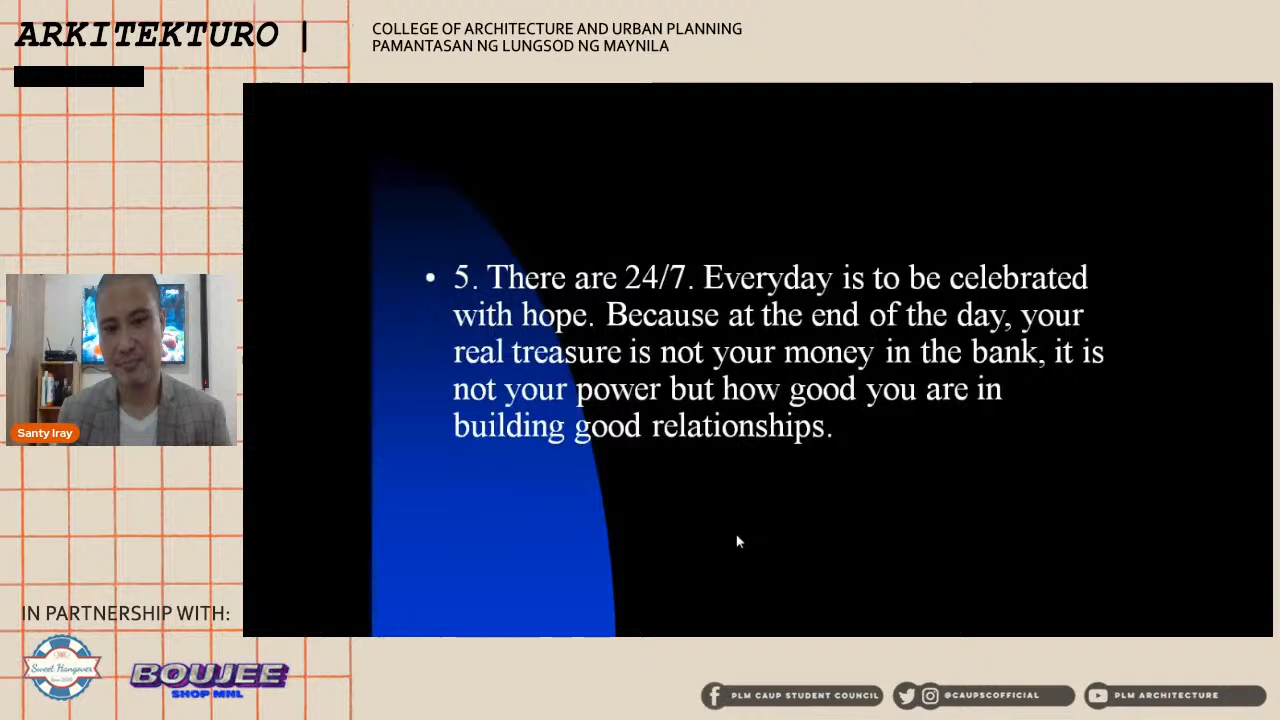 ARKITEKTURO |
COLLEGE OF ARCHITECTURE AND URBAN PLANNING
PAMANTASAN NG LUNGSOD NG MAYNILA
• 5. There are 24/7. Everyday is to be celebrated
with hope. Because at the end of the day, your
real treasure is not your money in the bank, it is
not your power but how good you are in
building good relationships.
Santy Iray
IN PARTNERSHIP WITH:
Sweet Hangover
BOUJEE
SHOP MNL
PLM CAUP STUDENT COUNCIL
@CAUPSCOFFICIAL
PLM ARCHITECTURE